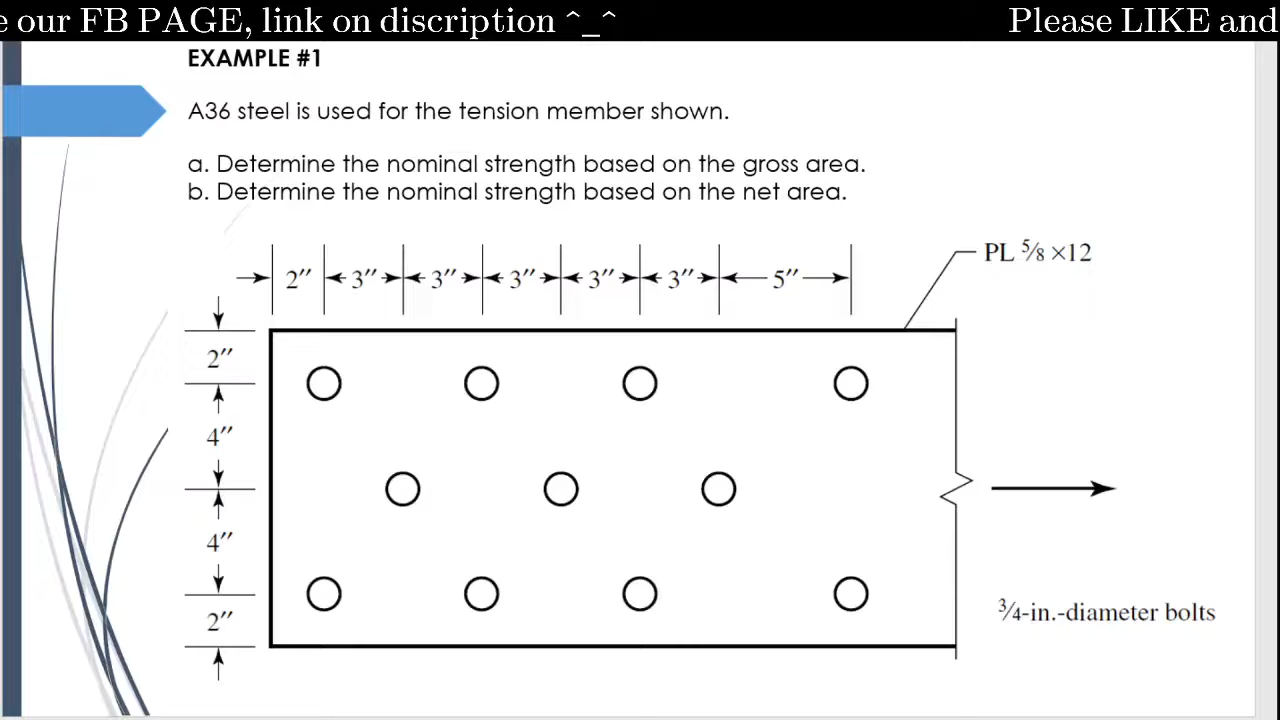 e our FB PAGE, link on discription ^_^ Please LIKE and
EXAMPLE #1
A36 steel is used for the tension member shown.
a. Determine the nominal strength based on the gross area.
b. Determine the nominal strength based on the net area.
PL 5⁄8 ×12
2″ 3″ 3″ 3″ 3″ 3″ 5″
2″
4″
4″
2″
3⁄4-in.-diameter bolts